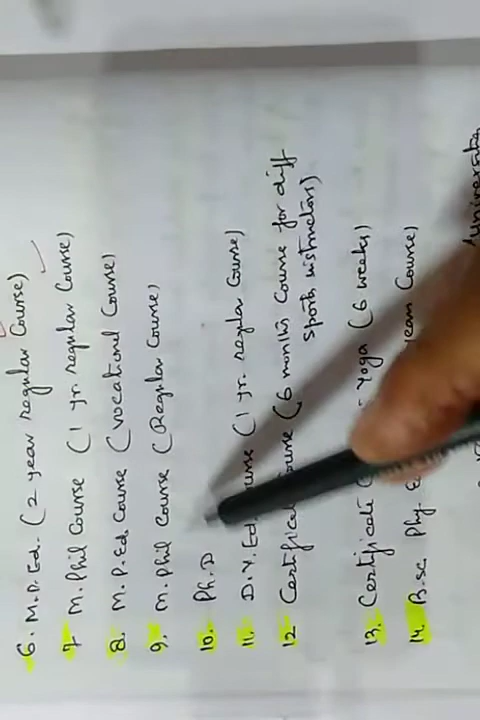 6. M.P.Ed. (2 year regular Course)
7 M.Phil Course (1 yr. regular Course)
8. M.P.Ed Course (Vocational Course)
9. M.Phil Course (Regular Course)
10. Ph.D
11. D.Y.Ed (1 yr. regular Course)
12 Certificate Course (6 months Course for diff
sports instructors)
13. Certificate Yoga (6 weeks)
14. B.sc Phy. Course)